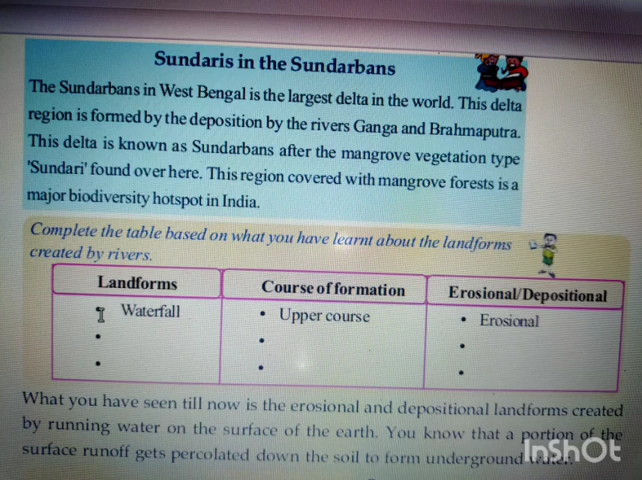 Sundaris in the Sundarbans
The Sundarbans in West Bengal is the largest delta in the world. This delta
region is formed by the deposition by the rivers Ganga and Brahmaputra.
This delta is known as Sundarbans after the mangrove vegetation type
'Sundari' found over here. This region covered with mangrove forests is a
major biodiversity hotspot in India.
Complete the table based on what you have learnt about the landforms
created by rivers.
Landforms Course of formation Erosional/Depositional
Waterfall • Upper course • Erosional
• • •
• • •
What you have seen till now is the erosional and depositional landforms created
by running water on the surface of the earth. You know that a portion of the
surface runoff gets percolated down the soil to form underground water.
InShOt